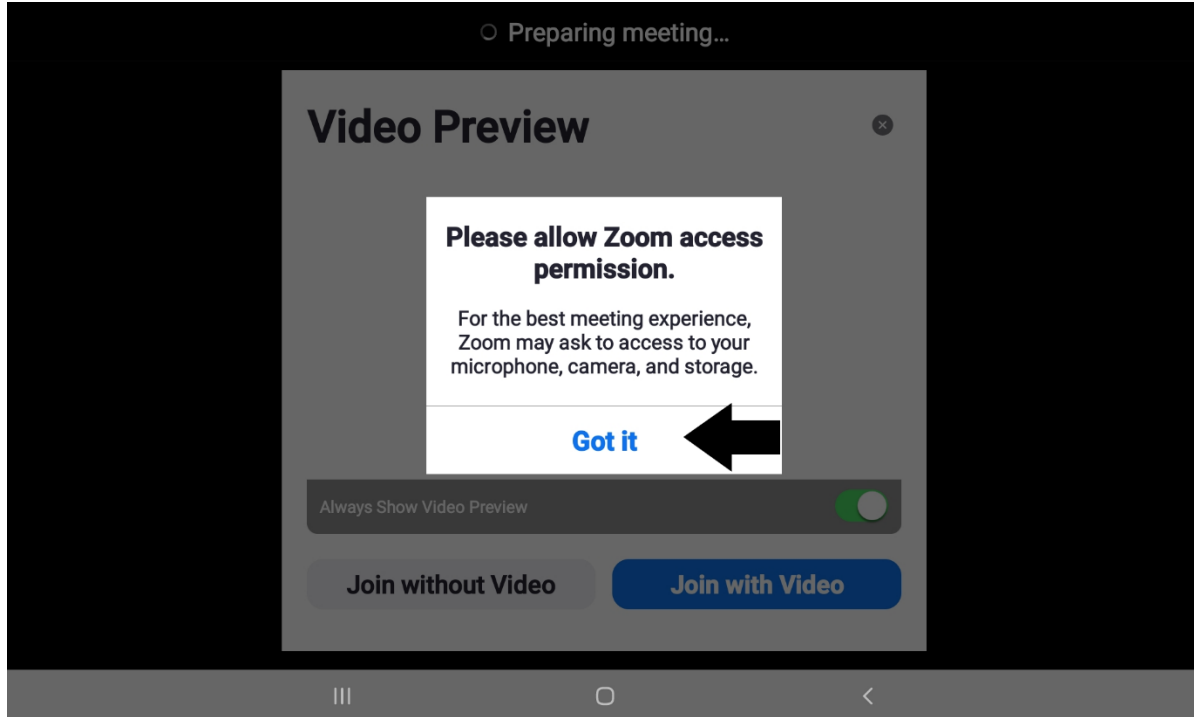 Preparing meeting...
Video Preview
Please allow Zoom access
permission.
For the best meeting experience,
Zoom may ask to access to your
microphone, camera, and storage.
Got it
Always Show Video Preview
Join without Video
Join with Video